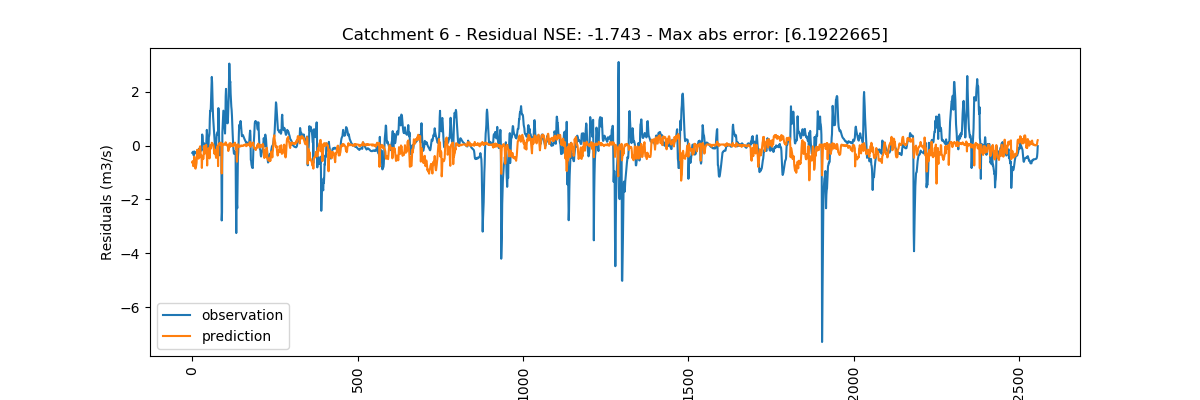 Catchment 6 - Residual NSE: -1.743 - Max abs error: [6.1922665]
Residuals (m3/s)
2
0
−2
−4
−6
observation
prediction
0
500
1000
1500
2000
2500